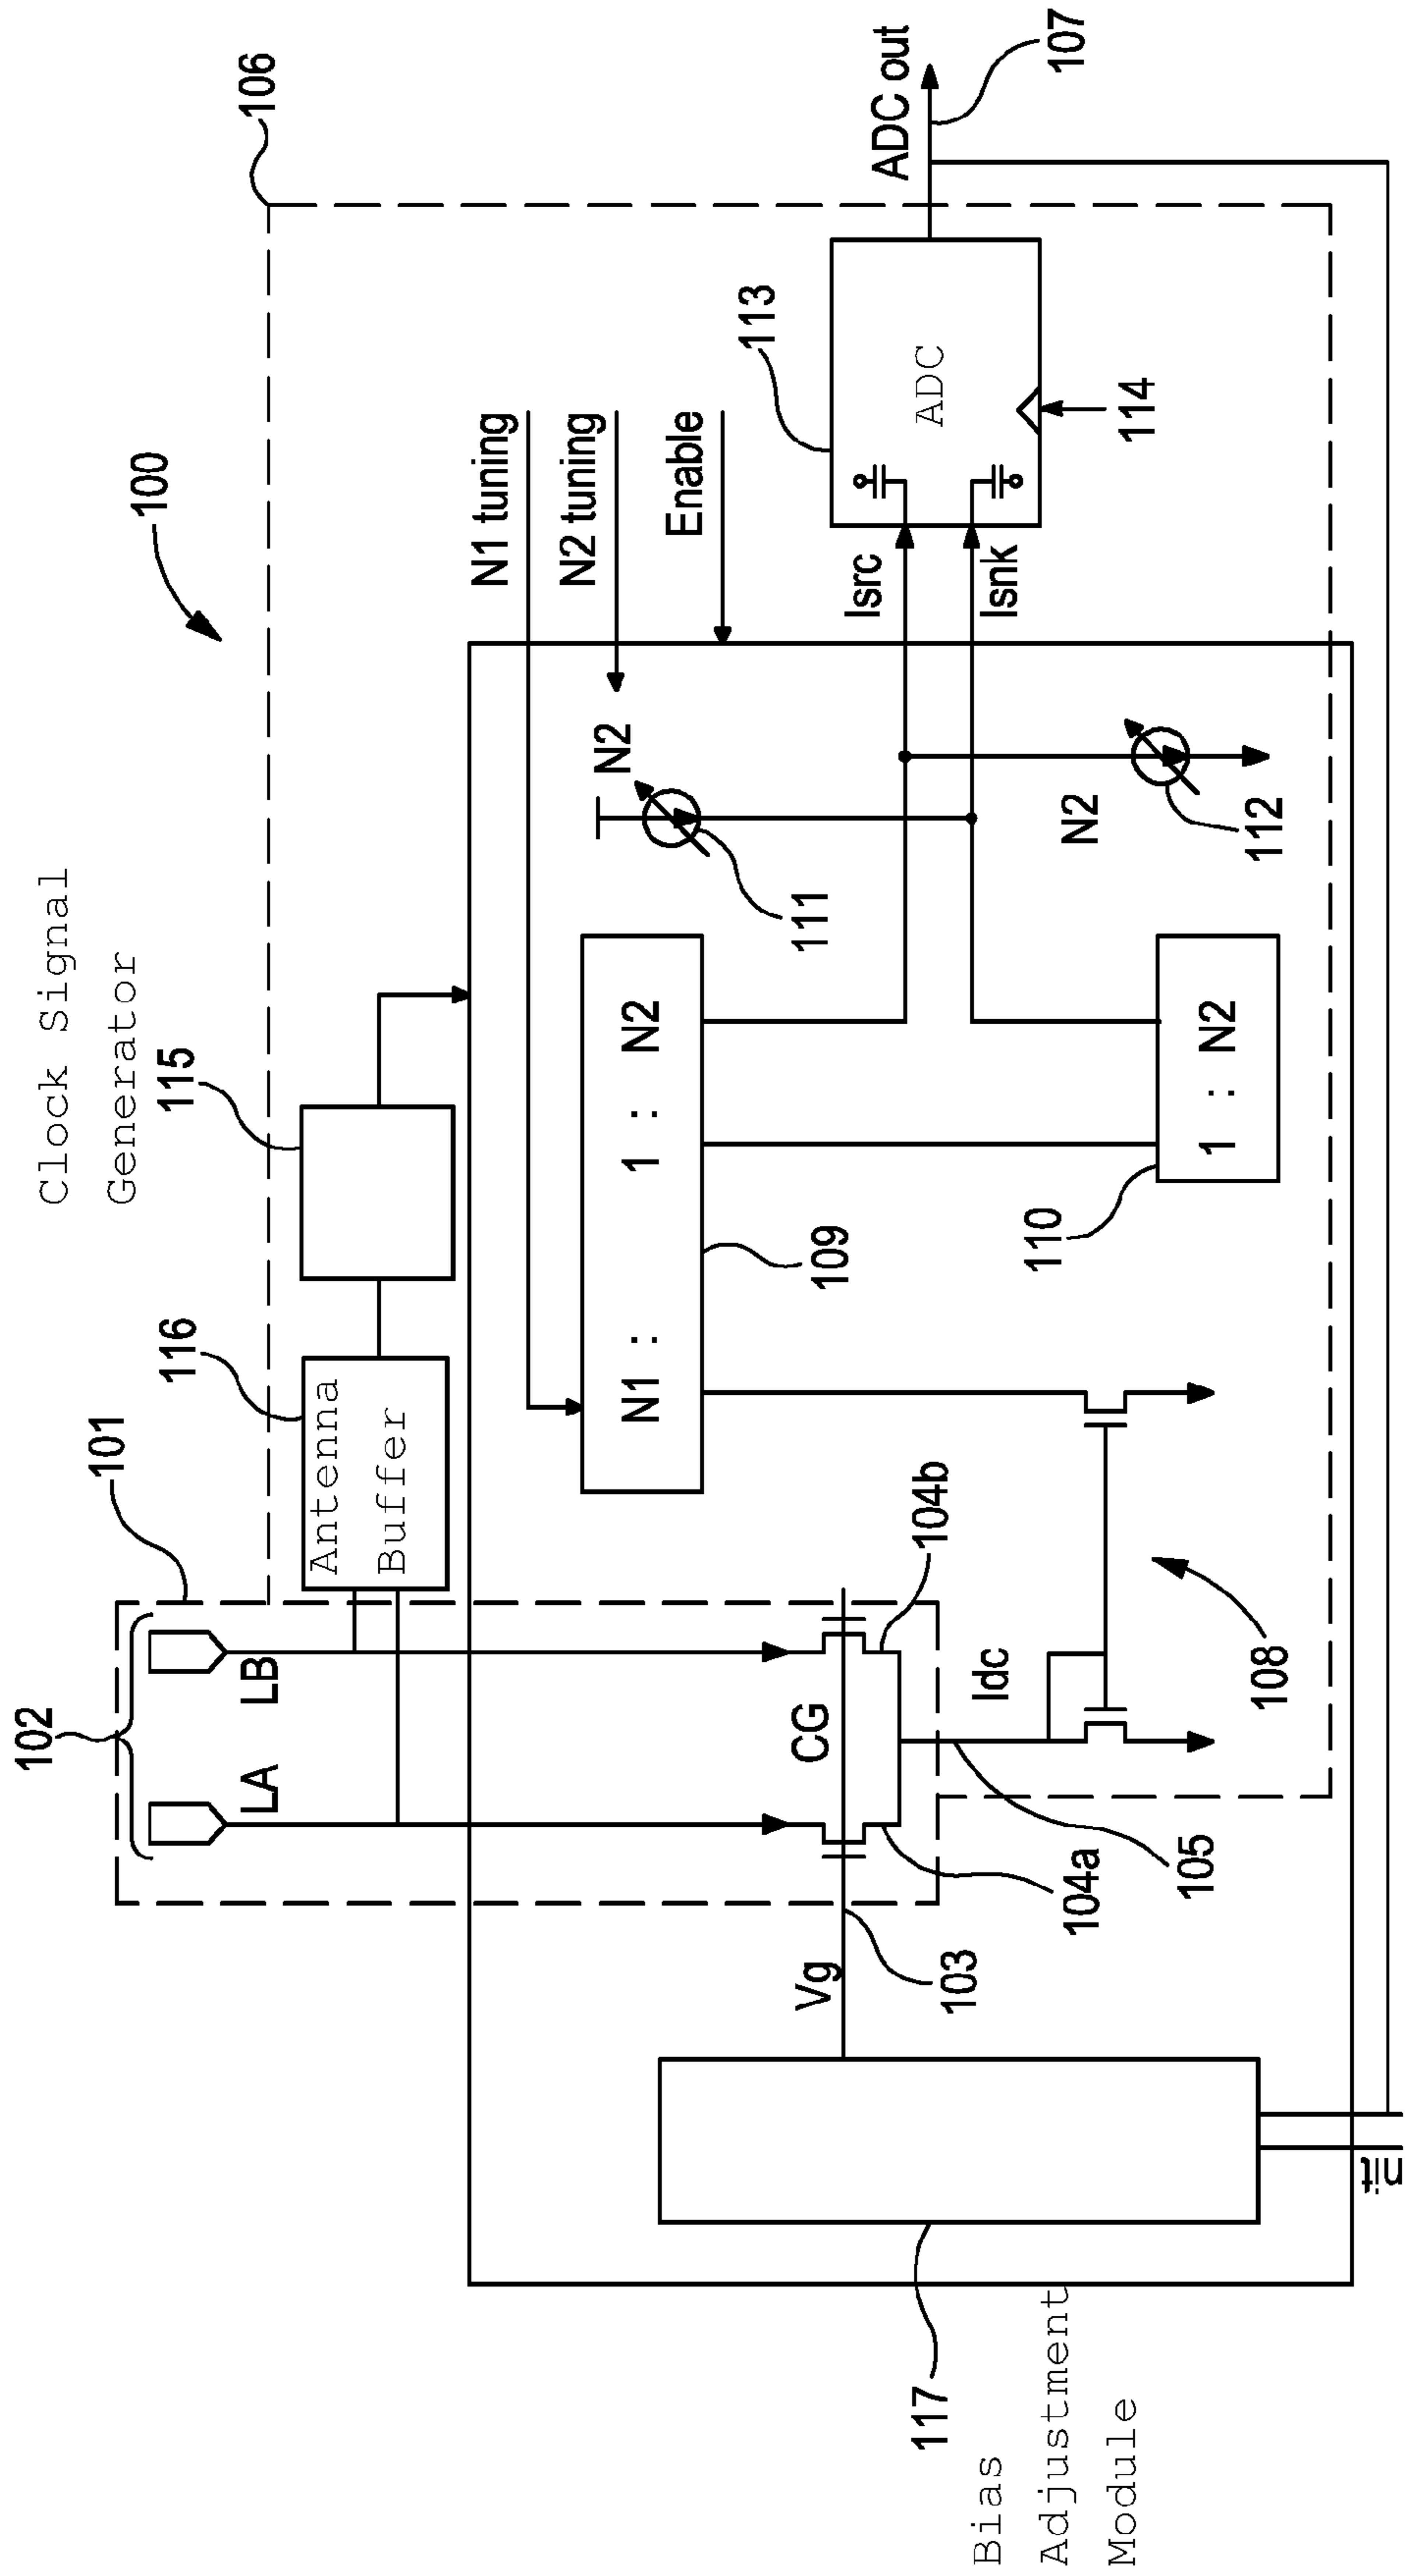 100
106
Clock Signal
Generator
115
116
Antenna
Buffer
101
102
LA
LB
N1 tuning
N2 tuning
Enable
N1 : 1 : N2
109
N2
111
CG
104a
104b
Vg
103
Idc
105
108
1 : N2
110
N2
112
Isrc
Isnk
113
ADC
114
ADC out
107
117
Bias
Adjustment
Module
nit